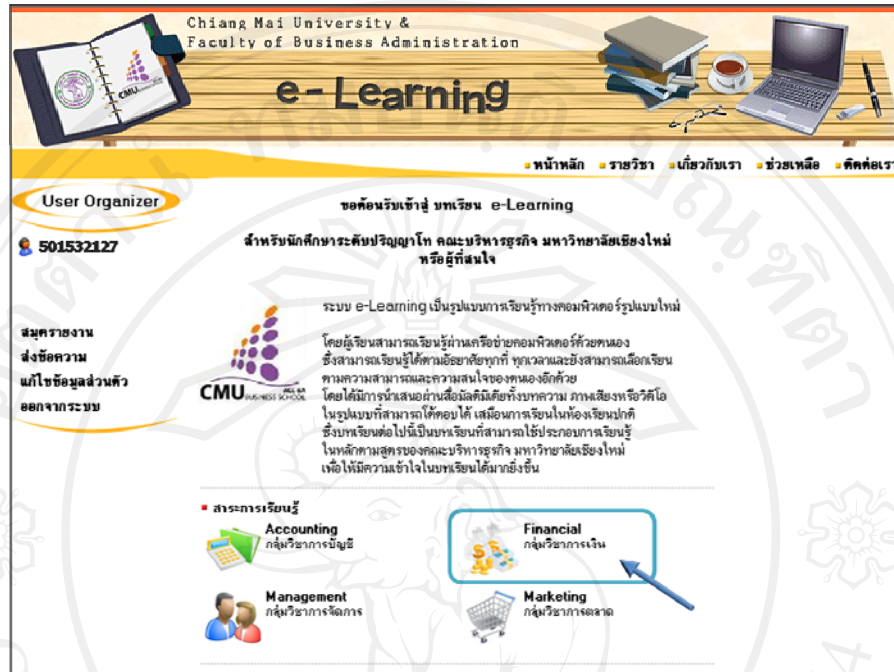 Chiang Mai University &
Faculty of Business Administration
e-Learning
หน้าหลัก รายวิชา เกี่ยวกับเรา ช่วยเหลือ ติดต่อเรา
User Organizer
501532127
สมุดรายงาน
ส่งข้อความ
แก้ไขข้อมูลส่วนตัว
ออกจากระบบ
ขอต้อนรับเข้าสู่ บทเรียน e-Learning
สำหรับนักศึกษาระดับปริญญาโท คณะบริหารธุรกิจ มหาวิทยาลัยเชียงใหม่
หรือผู้ที่สนใจ
CMU BUSINESS SCHOOL
ระบบ e-Learning เป็นรูปแบบการเรียนรู้ทางคอมพิวเตอร์รูปแบบใหม่
โดยผู้เรียนสามารถเรียนรู้ผ่านเครือข่ายคอมพิวเตอร์ด้วยตนเอง
ซึ่งสามารถเรียนรู้ได้ตามอัธยาศัยทุกที่ ทุกเวลาและยังสามารถเลือกเรียน
ตามความสามารถและความสนใจของตนเองอีกด้วย
โดยได้มีการนำเสนอผ่านสื่อมัลติมีเดียทั้งบทความ ภาพเสียงหรือวิดีโอ
ในรูปแบบที่สามารถโต้ตอบได้ เสมือนการเรียนในห้องเรียนปกติ
ซึ่งบทเรียนต่อไปนี้เป็นบทเรียนที่สามารถใช้ประกอบการเรียนรู้
ในหลักตามสูตรของคณะบริหารธุรกิจ มหาวิทยาลัยเชียงใหม่
เพื่อให้มีความเข้าใจในบทเรียนได้มากยิ่งขึ้น
สาระการเรียนรู้
Accounting
กลุ่มวิชาการบัญชี
Financial
กลุ่มวิชาการเงิน
Management
กลุ่มวิชาการจัดการ
Marketing
กลุ่มวิชาการตลาด